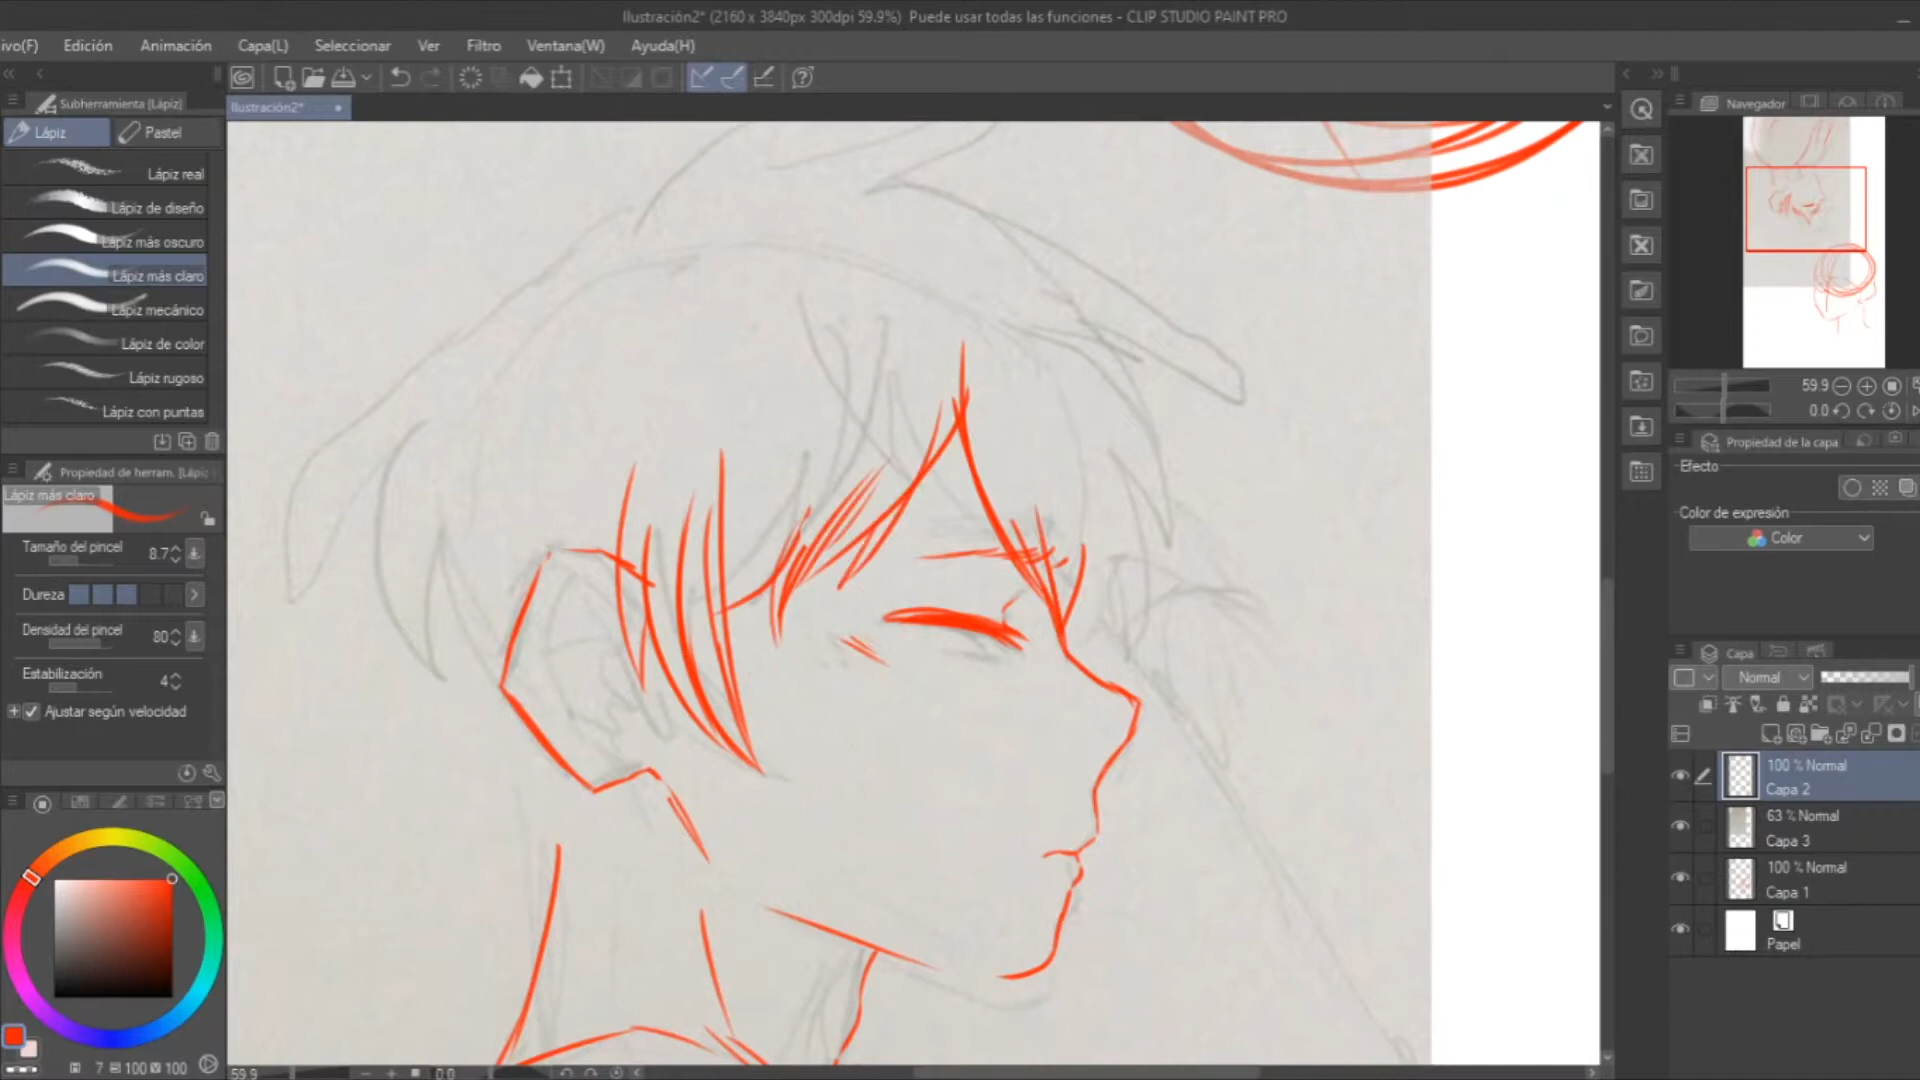 Ilustración2* (2160 x 3840px 300dpi 59.9%) Puede usar todas las funciones - CLIP STUDIO PAINT PRO
ivo(F) Edición Animación Capa(L) Seleccionar Ver Filtro Ventana(W) Ayuda(H)
Subherramienta [Lápiz]
Ilustración2*
Navegador
Lápiz Pastel
Lápiz real
Lápiz de diseño
Lápiz más oscuro
Lápiz más claro
Lápiz mecánico
Lápiz de color
Lápiz rugoso
Lápiz con puntas
59.9
0.0
Propiedad de herram. [Lápiz
Lápiz más claro
Tamaño del pincel 8.7
Dureza
Densidad del pincel 80
Estabilización 4
Ajustar según velocidad
Propiedad de la capa
Efecto
Color de expresión
Color
Capa
Normal
100 % Normal
Capa 2
63 % Normal
Capa 3
100 % Normal
Capa 1
Papel
H 7 S 100 V 100
59.9 0.0